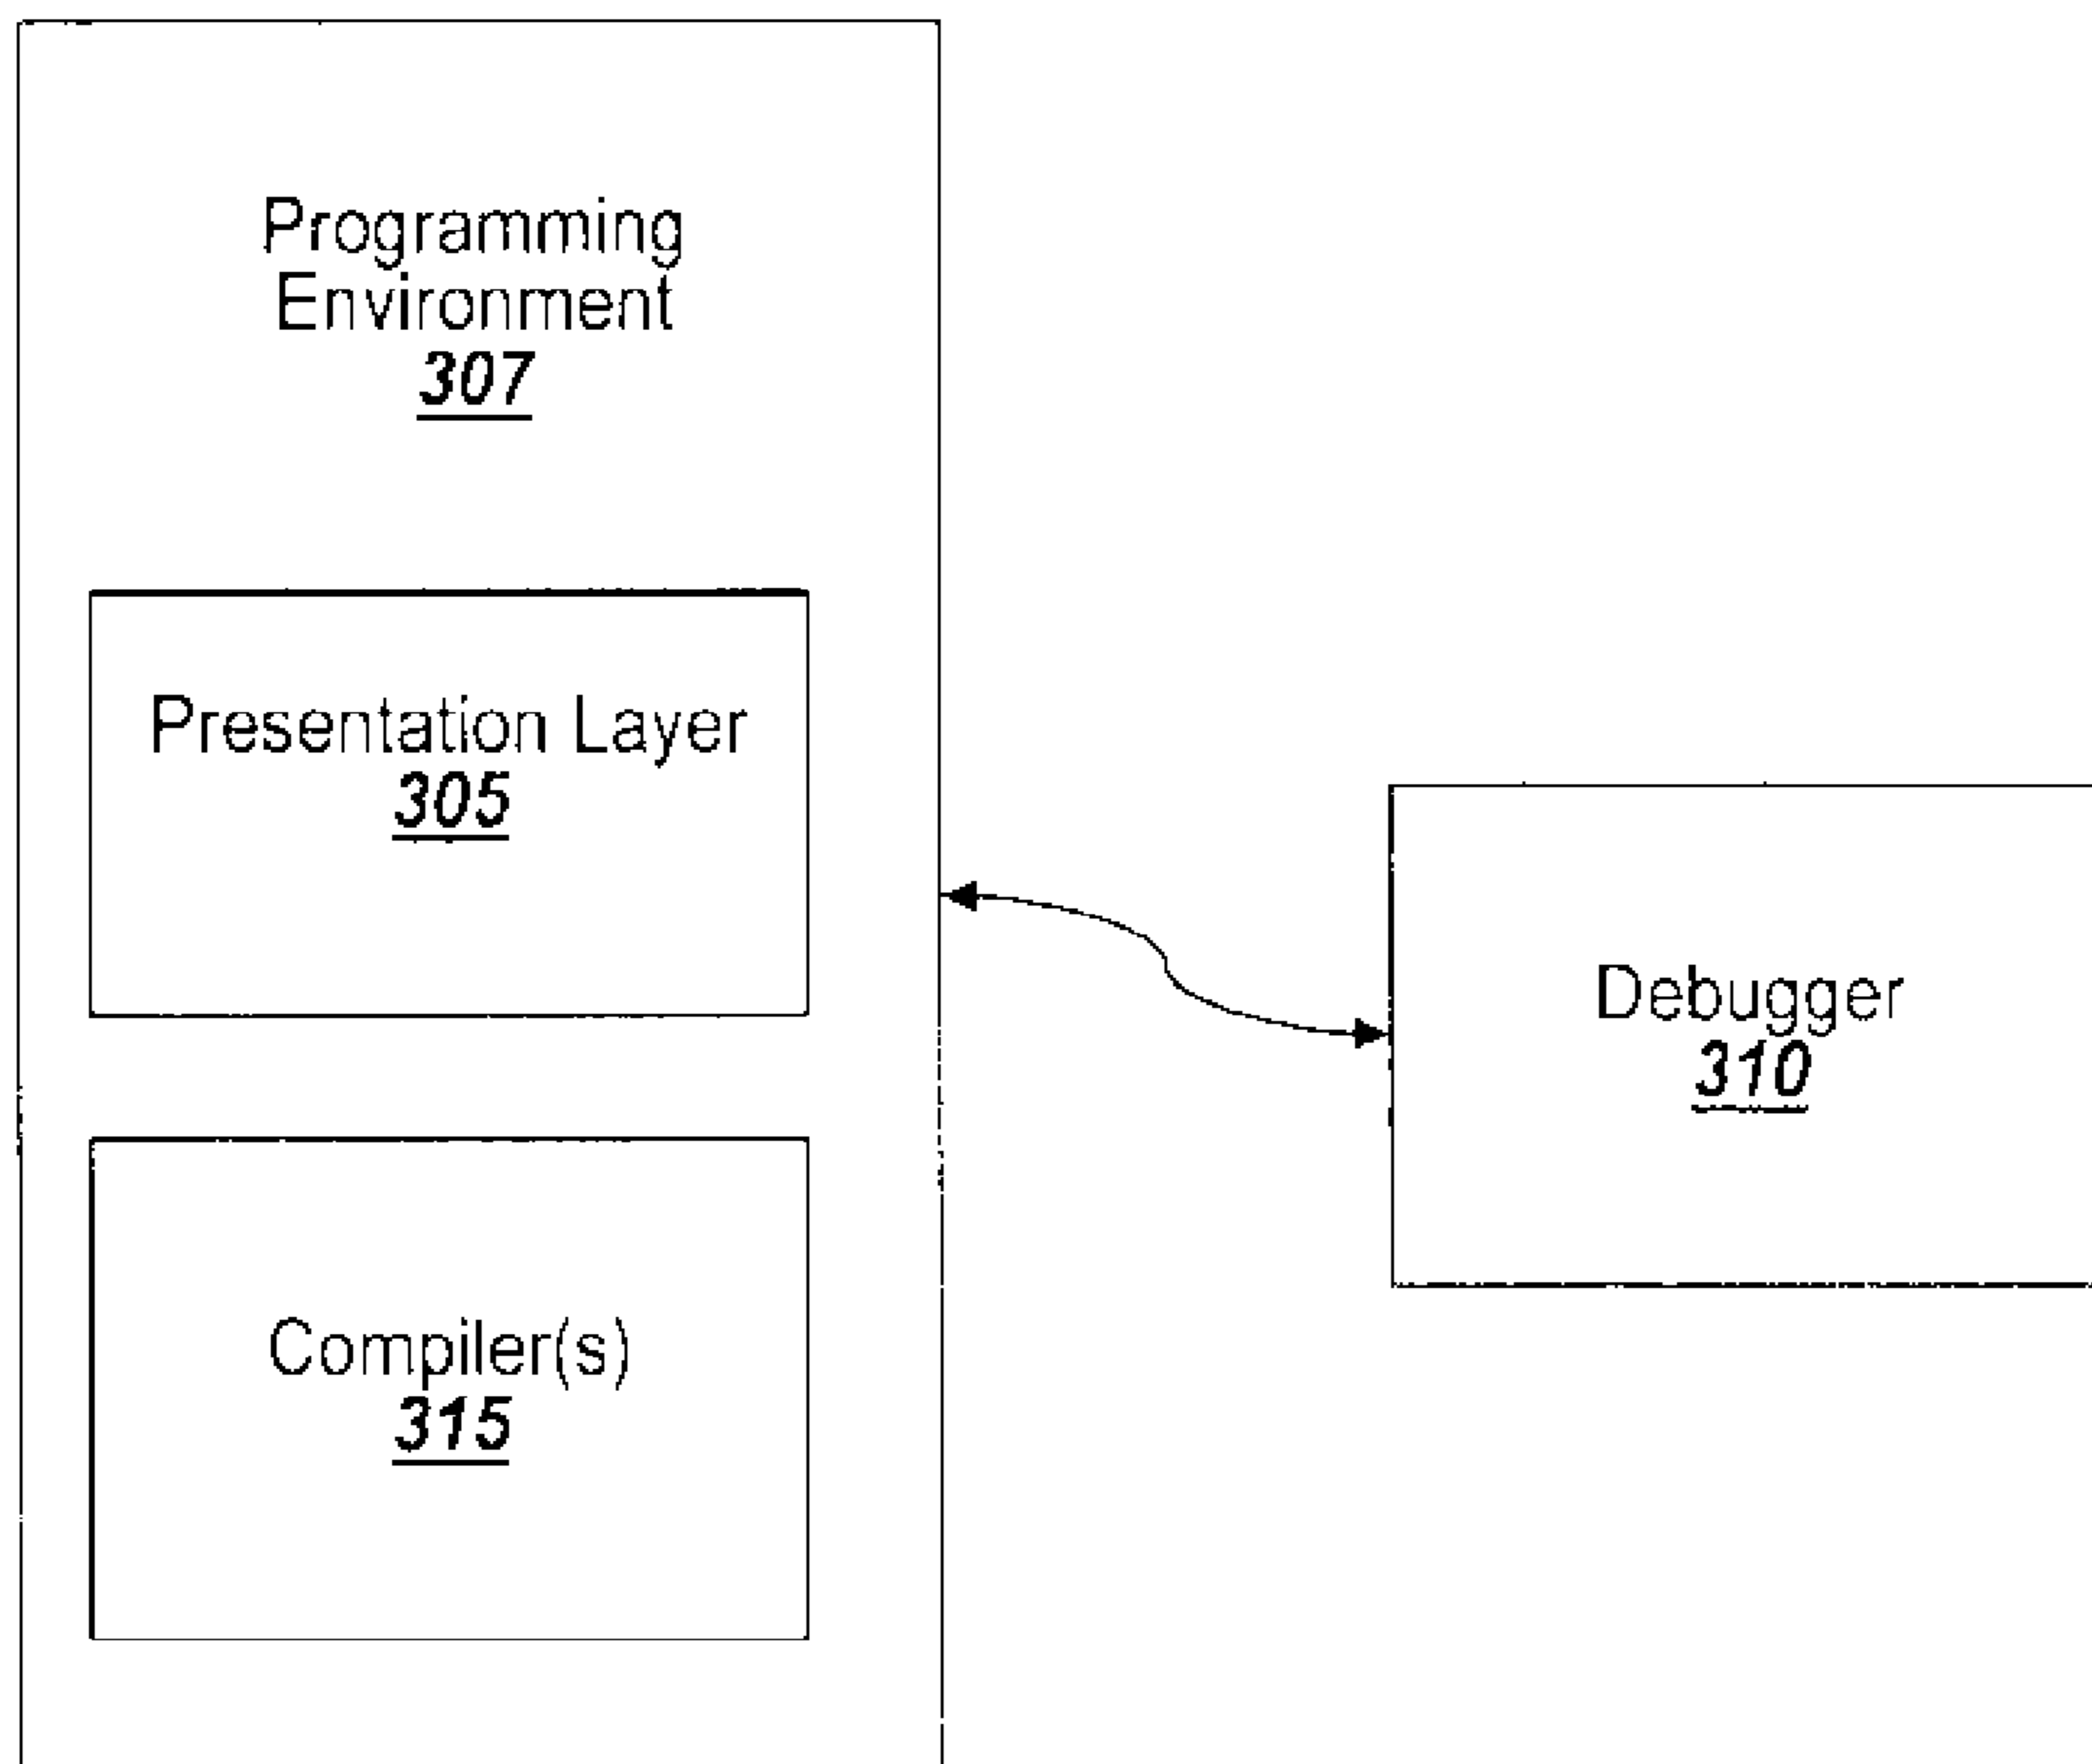 Programming
Environment
307
Presentation Layer
305
Debugger
310
Compiler(s)
315